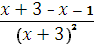 x + 3 - x - 1
(x + 3)²